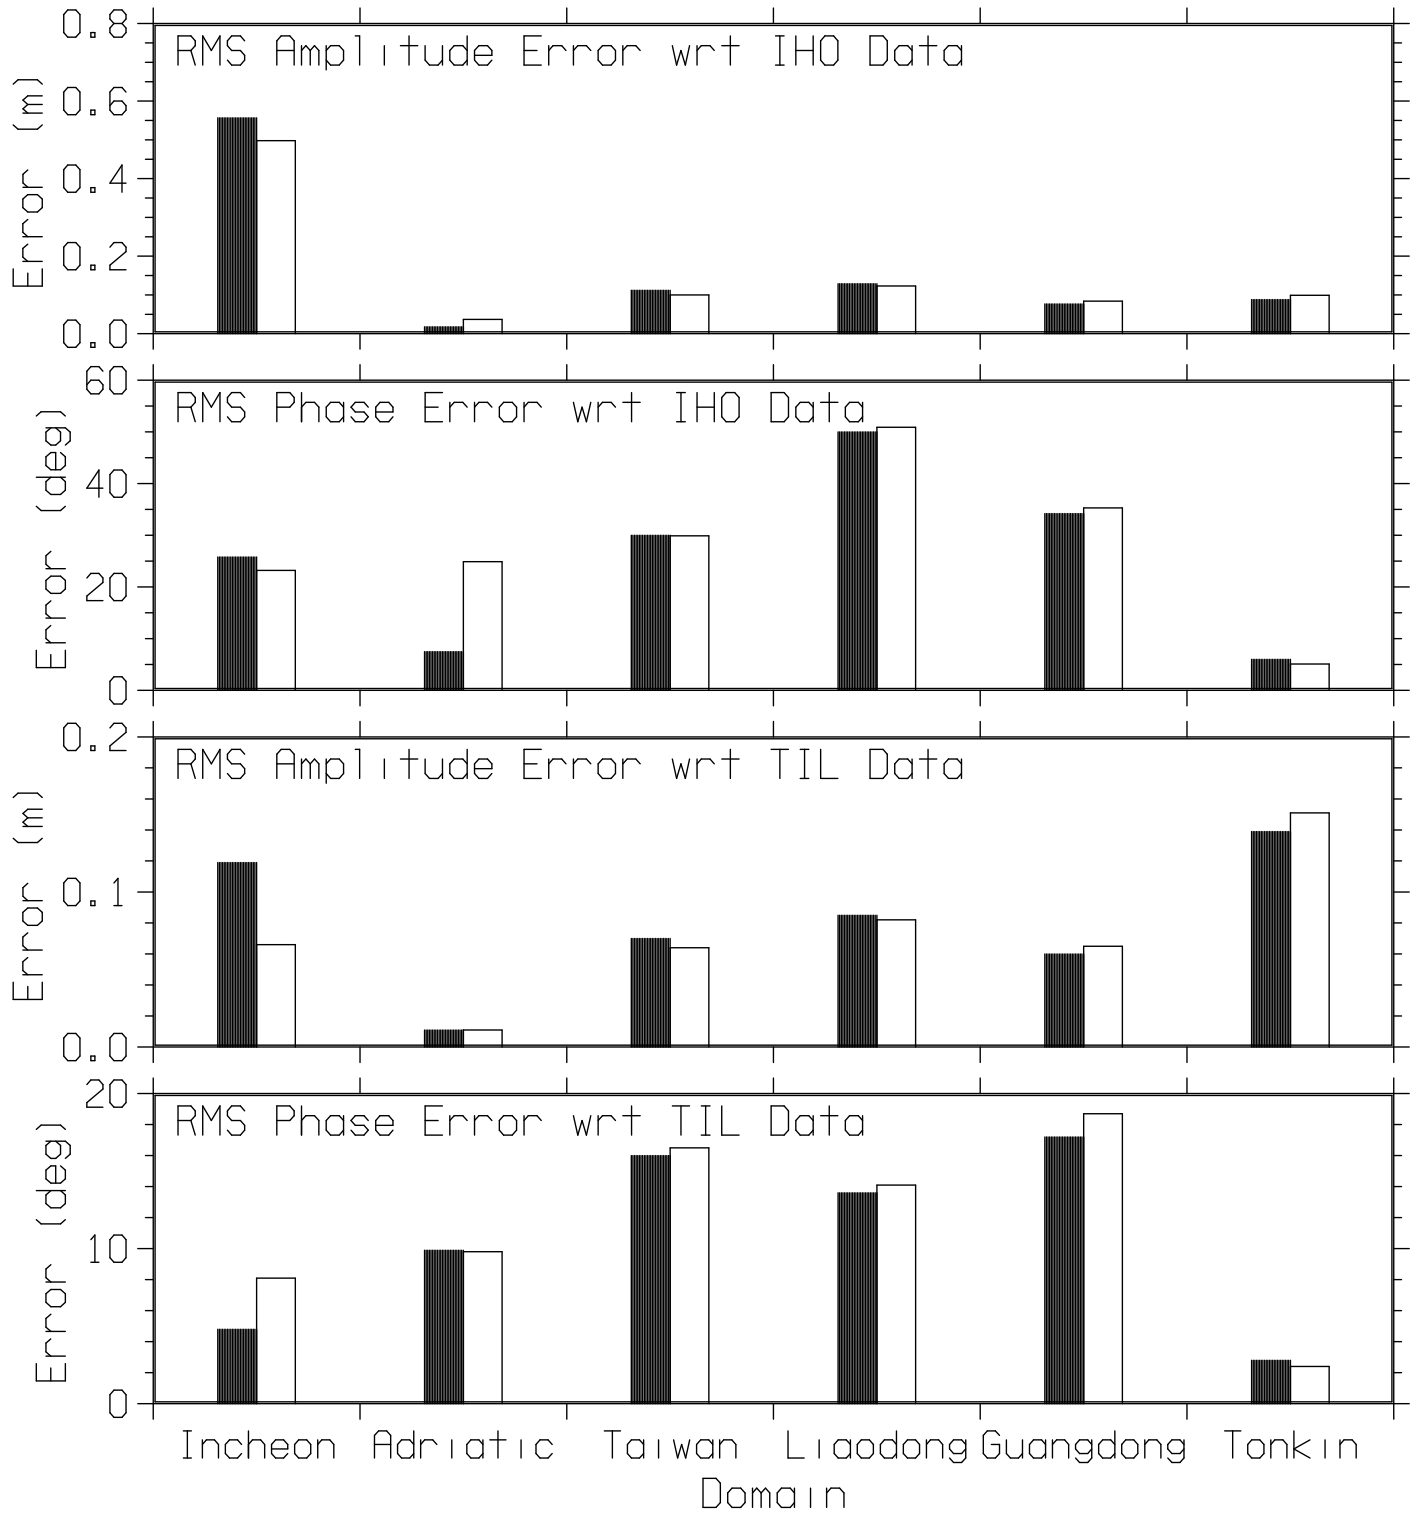 RMS Amplitude Error wrt IHO Data
Error (m)
0.8
0.6
0.4
0.2
0.0
RMS Phase Error wrt IHO Data
Error (deg)
60
40
20
0
RMS Amplitude Error wrt TIL Data
Error (m)
0.2
0.1
0.0
RMS Phase Error wrt TIL Data
Error (deg)
20
10
0
Incheon Adriatic Taiwan Liaodong Guangdong Tonkin
Domain